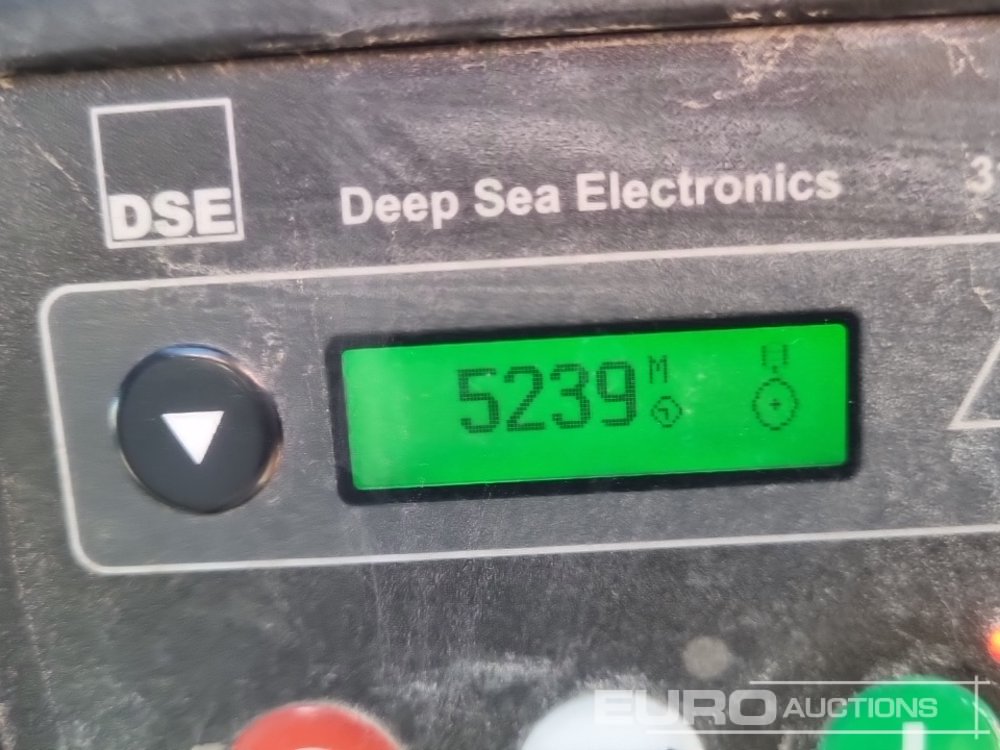 DSE
Deep Sea Electronics
5239 M
EURO AUCTIONS